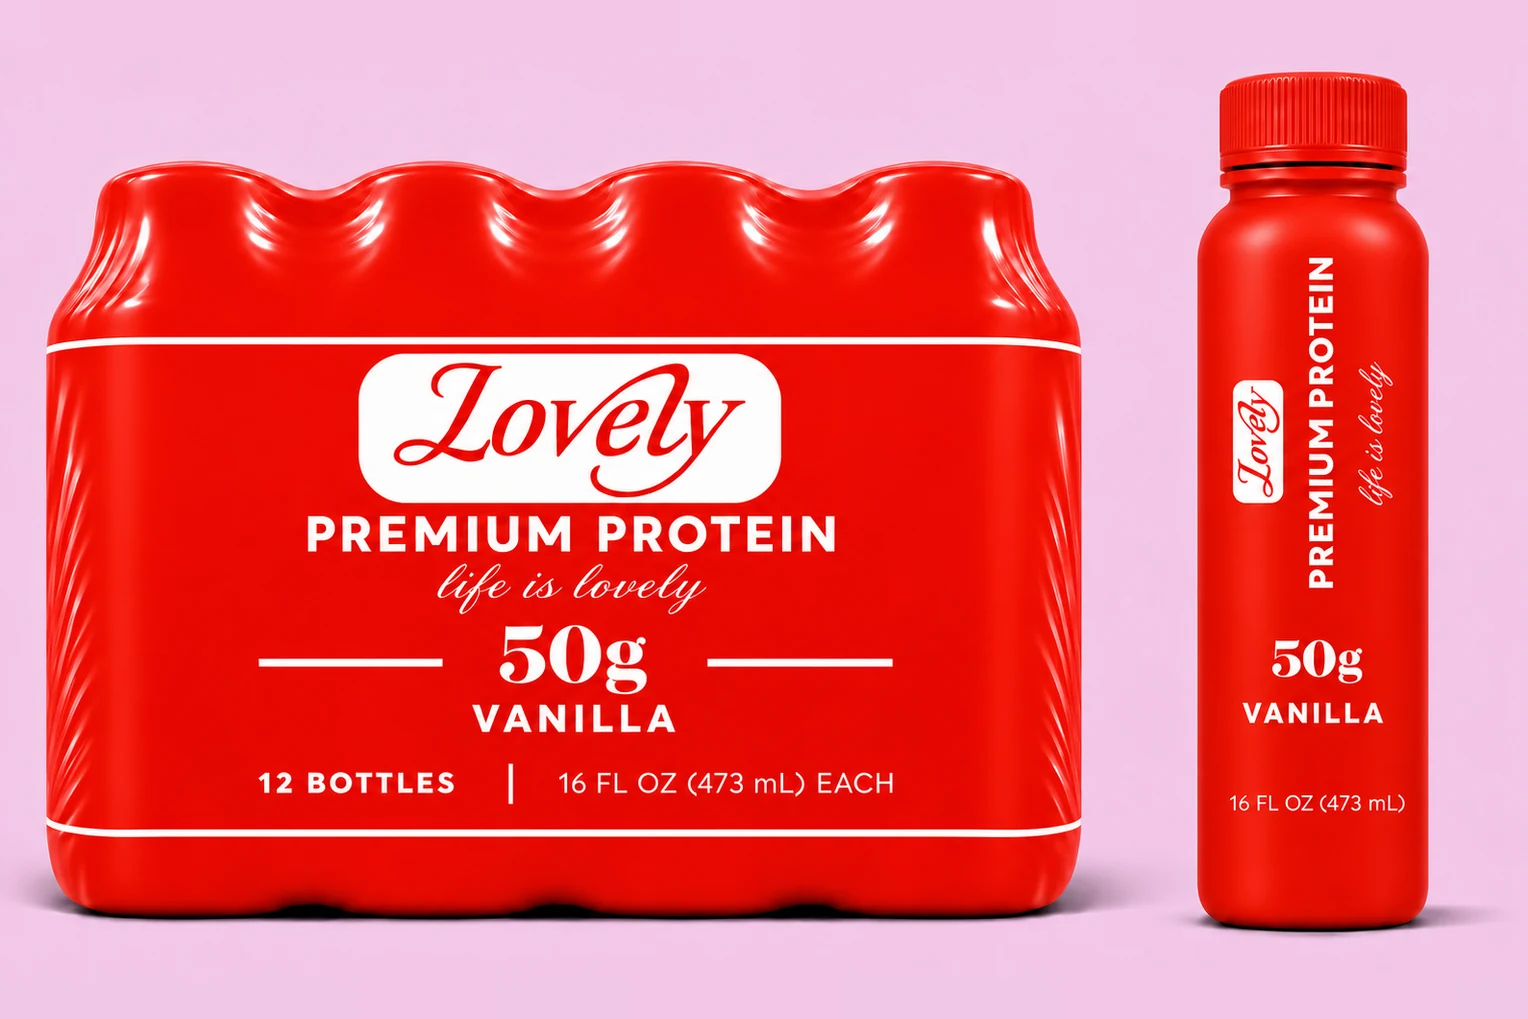 Lovely
PREMIUM PROTEIN
life is lovely
50g
VANILLA
12 BOTTLES | 16 FL OZ (473 mL) EACH
Lovely
PREMIUM PROTEIN
life is lovely
50g
VANILLA
16 FL OZ (473 mL)